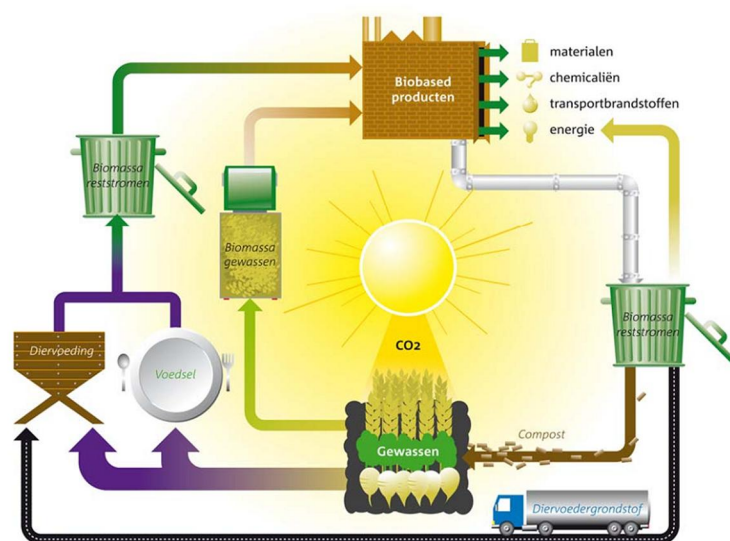 Biobased
producten
materialen
chemicaliën
transportbrandstoffen
energie
Biomassa
reststromen
Biomassa
gewassen
Biomassa
reststromen
Diervoeding
Voedsel
CO2
Gewassen
Compost
Diervoedergrondstof